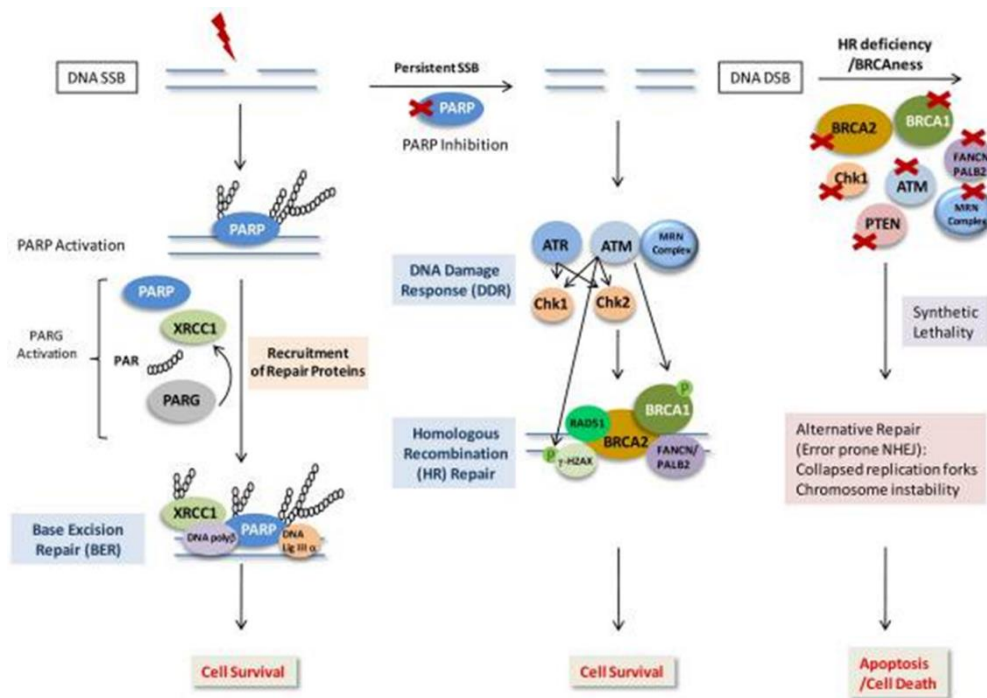 DNA SSB
PARP
PARP Activation
PARG
Activation
PARP
XRCC1
PAR
PARG
Recruitment
of Repair Proteins
Base Excision
Repair (BER)
XRCC1
DNA polyβ
PARP
DNA
Lig III α
Cell Survival
Persistent SSB
PARP
PARP Inhibition
DNA Damage
Response (DDR)
ATR
ATM
MRN
Complex
Chk1
Chk2
Homologous
Recombination
(HR) Repair
RAD51
BRCA2
BRCA1
P
P
γ-H2AX
FANCN/
PALB2
Cell Survival
DNA DSB
HR deficiency
/BRCAness
BRCA2
BRCA1
FANCN/
PALB2
Chk1
ATM
MRN
Complex
PTEN
Synthetic
Lethality
Alternative Repair
(Error prone NHEJ):
Collapsed replication forks
Chromosome instability
Apoptosis
/Cell Death